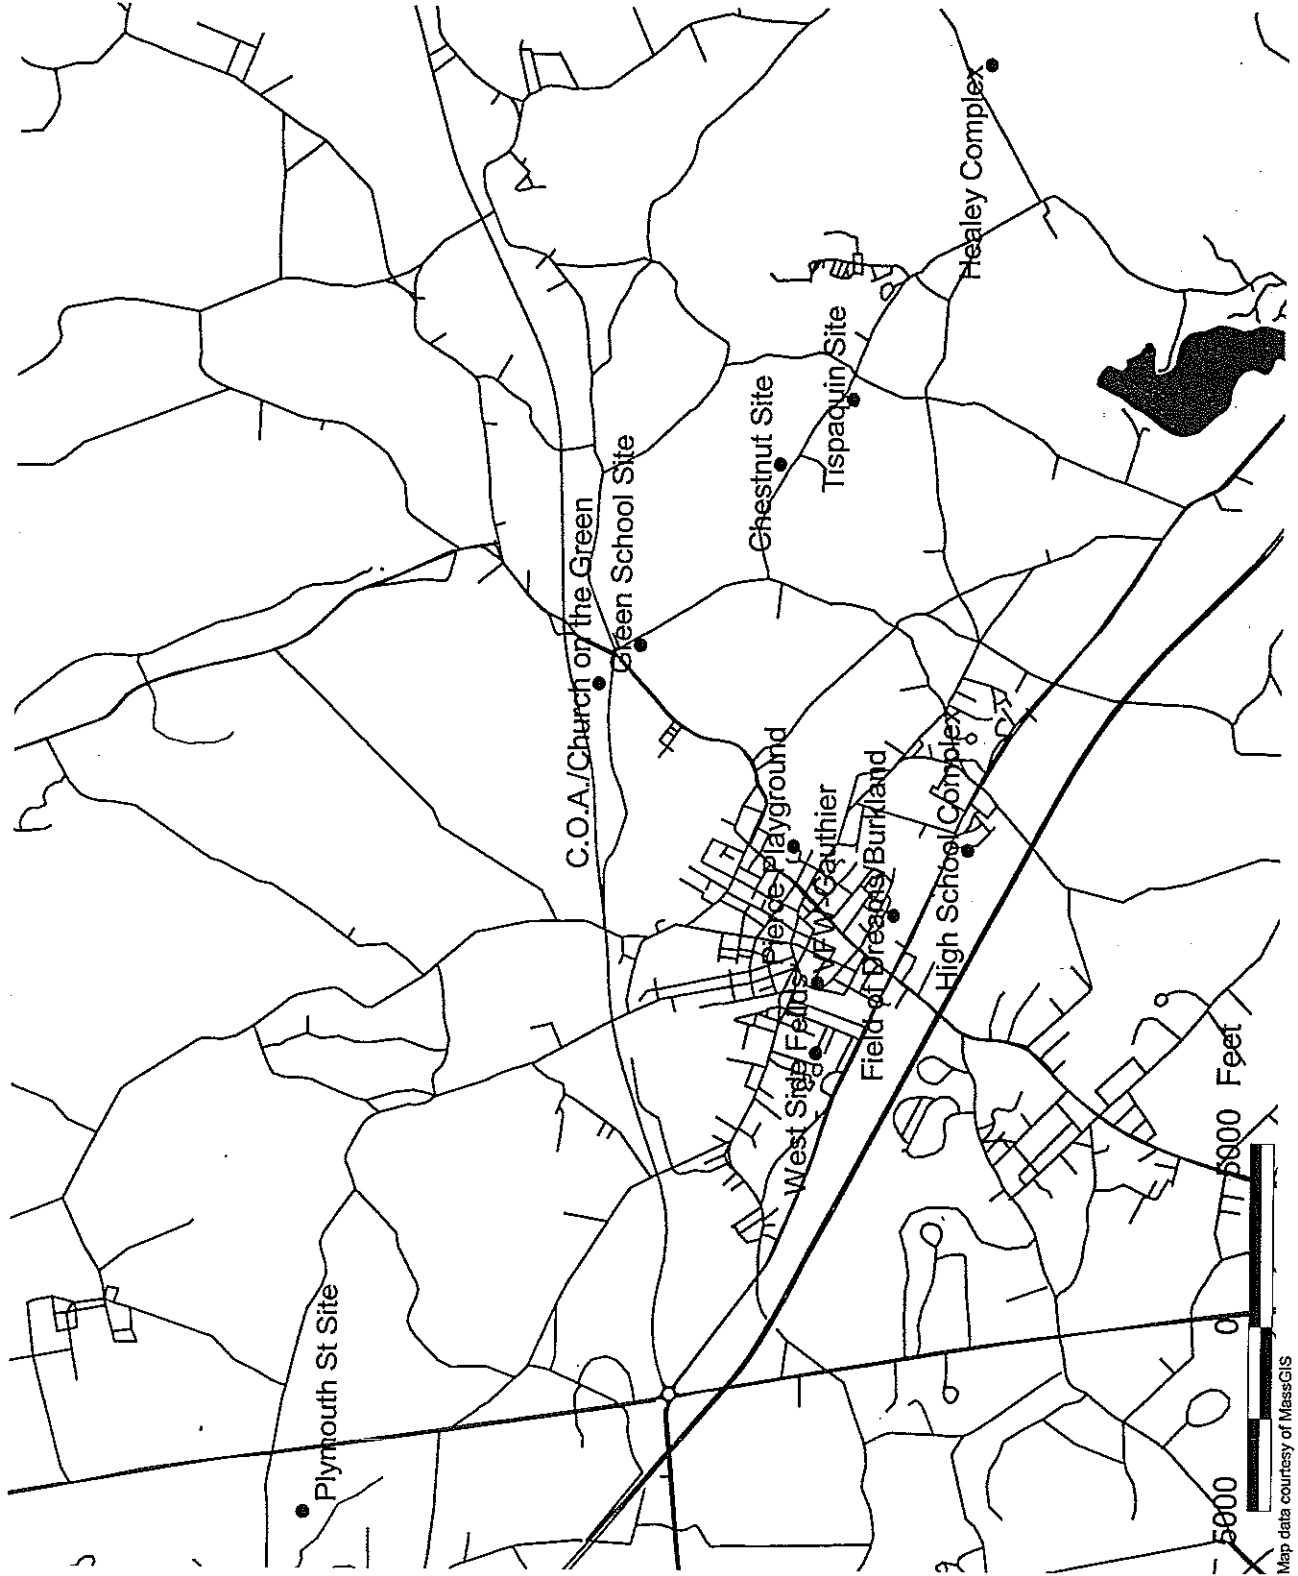 Plymouth St Site
C.O.A./Church on the Green
Green School Site
Chestnut Site
Pierce Playground
West Side Feilds
VFW -Gauthier
Tispaquin Site
Field of Dreams/Burkland
High School Complex
Healey Complex
5000 0 5000 Feet
Map data courtesy of MassGIS